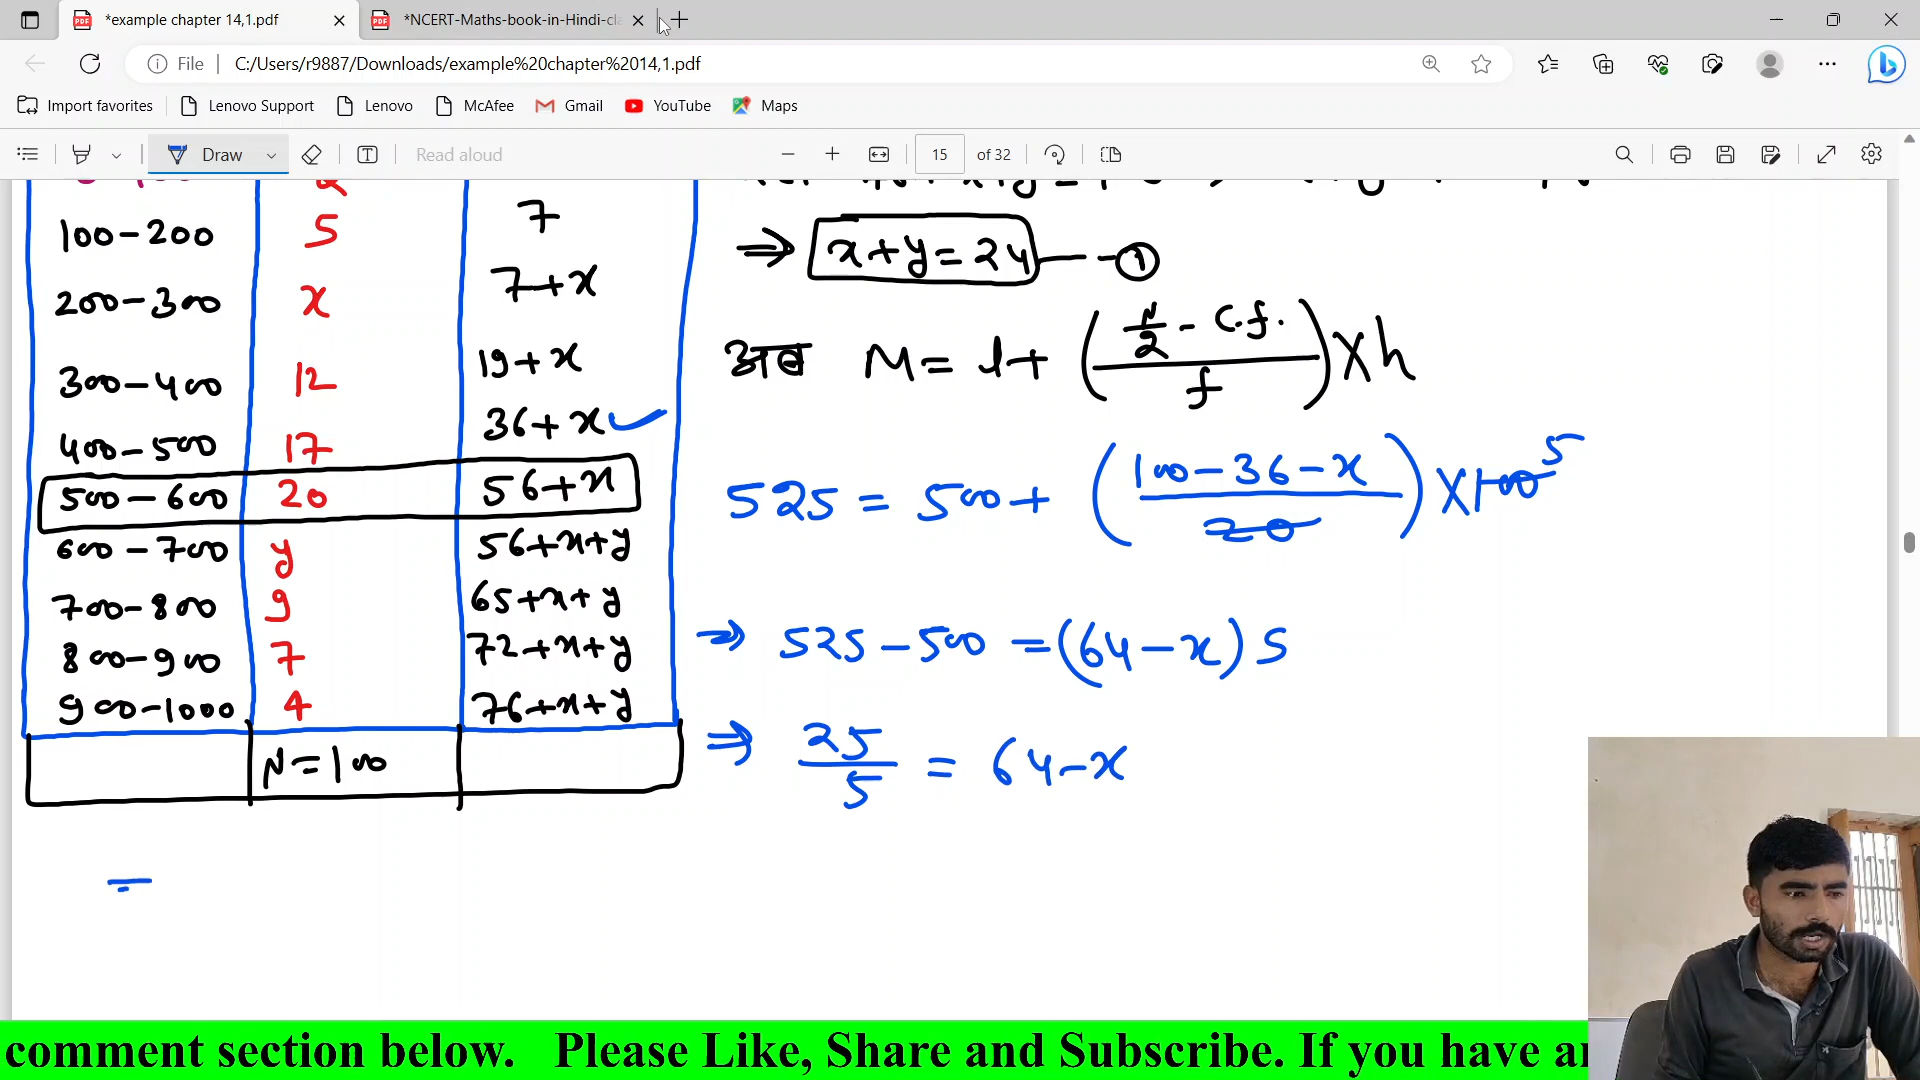 *example chapter 14,1.pdf
*NCERT-Maths-book-in-Hindi-cl
File
C:/Users/r9887/Downloads/example%20chapter%2014,1.pdf
Import favorites
Lenovo Support
Lenovo
McAfee
Gmail
YouTube
Maps
Draw
Read aloud
15
of 32
100-200 5 7
200-300 x 7+x
300-400 12 19+x
400-500 17 36+x ✓
500-600 20 56+x
600-700 y 56+x+y
700-800 9 65+x+y
800-900 7 72+x+y
900-1000 4 76+x+y
N=100
⇒ x+y=24 --- ①
अब M= l+ ((N/2 - C.f.)/f) X h
525 = 500+ ((100-36-x)/20) X 100 5
⇒ 525-500 =(64-x) 5
⇒ 25/5 = 64-x
comment section below. Please Like, Share and Subscribe. If you have